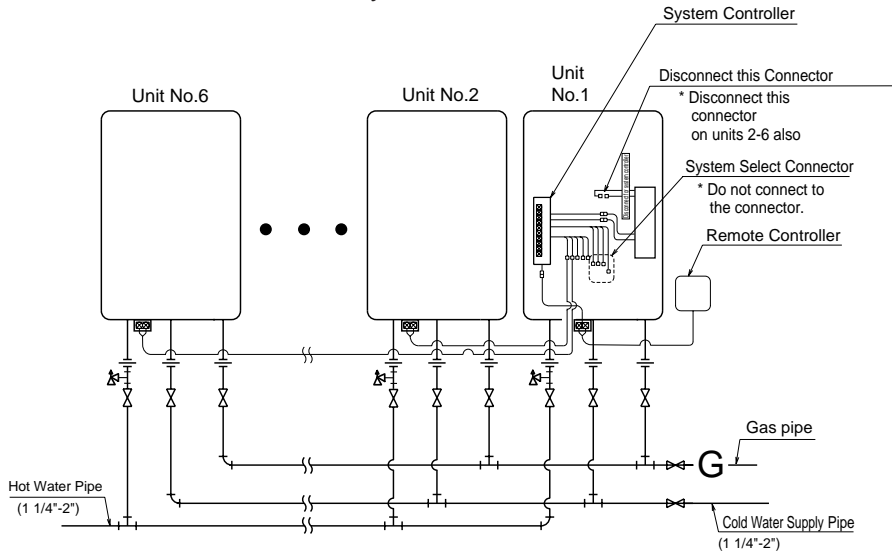 System Controller
Unit No.6
Unit No.2
Unit
No.1
Disconnect this Connector
* Disconnect this
connector
on units 2-6 also
System Select Connector
* Do not connect to
the connector.
Remote Controller
Gas pipe
G
Hot Water Pipe
(1 1/4"-2")
Cold Water Supply Pipe
(1 1/4"-2")